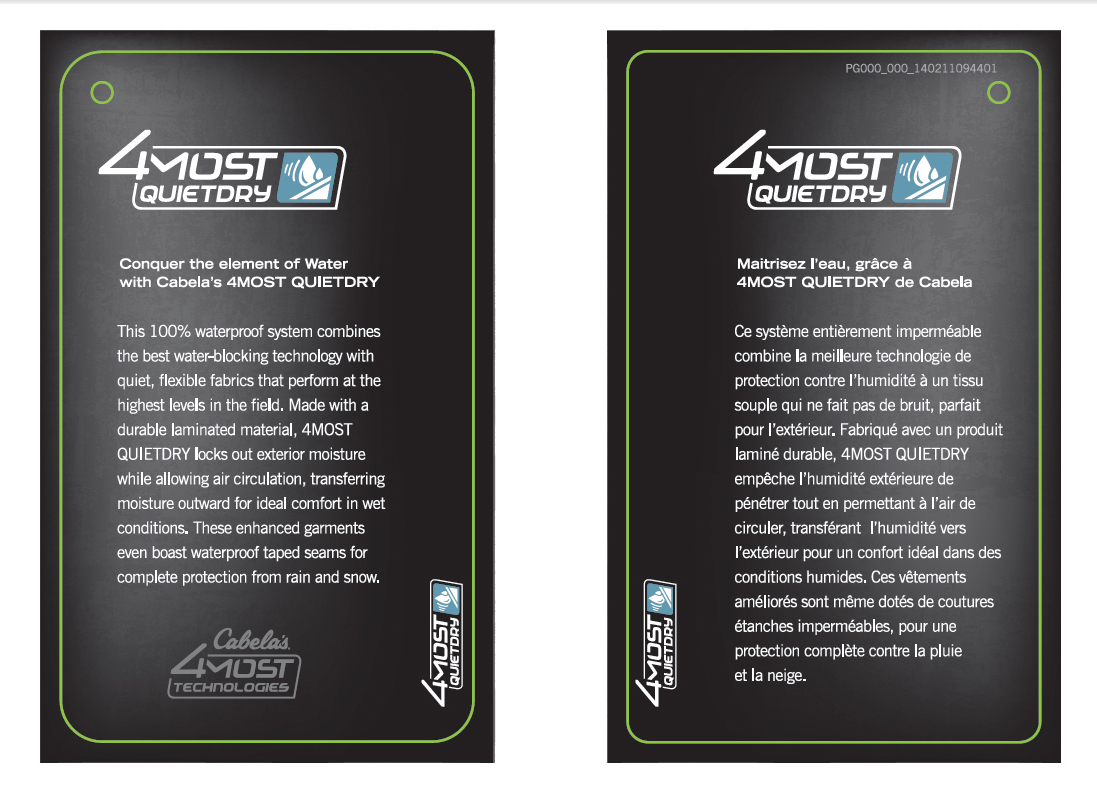 4MOST
QUIETDRY
Conquer the element of Water
with Cabela's 4MOST QUIETDRY
This 100% waterproof system combines
the best water-blocking technology with
quiet, flexible fabrics that perform at the
highest levels in the field. Made with a
durable laminated material, 4MOST
QUIETDRY locks out exterior moisture
while allowing air circulation, transferring
moisture outward for ideal comfort in wet
conditions. These enhanced garments
even boast waterproof taped seams for
complete protection from rain and snow.
Cabela's
4MOST
TECHNOLOGIES
4MOST
QUIETDRY
PG000_000_140211094401
4MOST
QUIETDRY
Maitrisez l'eau, grâce à
4MOST QUIETDRY de Cabela
Ce système entièrement imperméable
combine la meilleure technologie de
protection contre l'humidité à un tissu
souple qui ne fait pas de bruit, parfait
pour l'extérieur. Fabriqué avec un produit
laminé durable, 4MOST QUIETDRY
empêche l'humidité extérieure de
pénétrer tout en permettant à l'air de
circuler, transférant l'humidité vers
l'extérieur pour un confort idéal dans des
conditions humides. Ces vêtements
améliorés sont même dotés de coutures
étanches imperméables, pour une
protection complète contre la pluie
et la neige.
4MOST
QUIETDRY